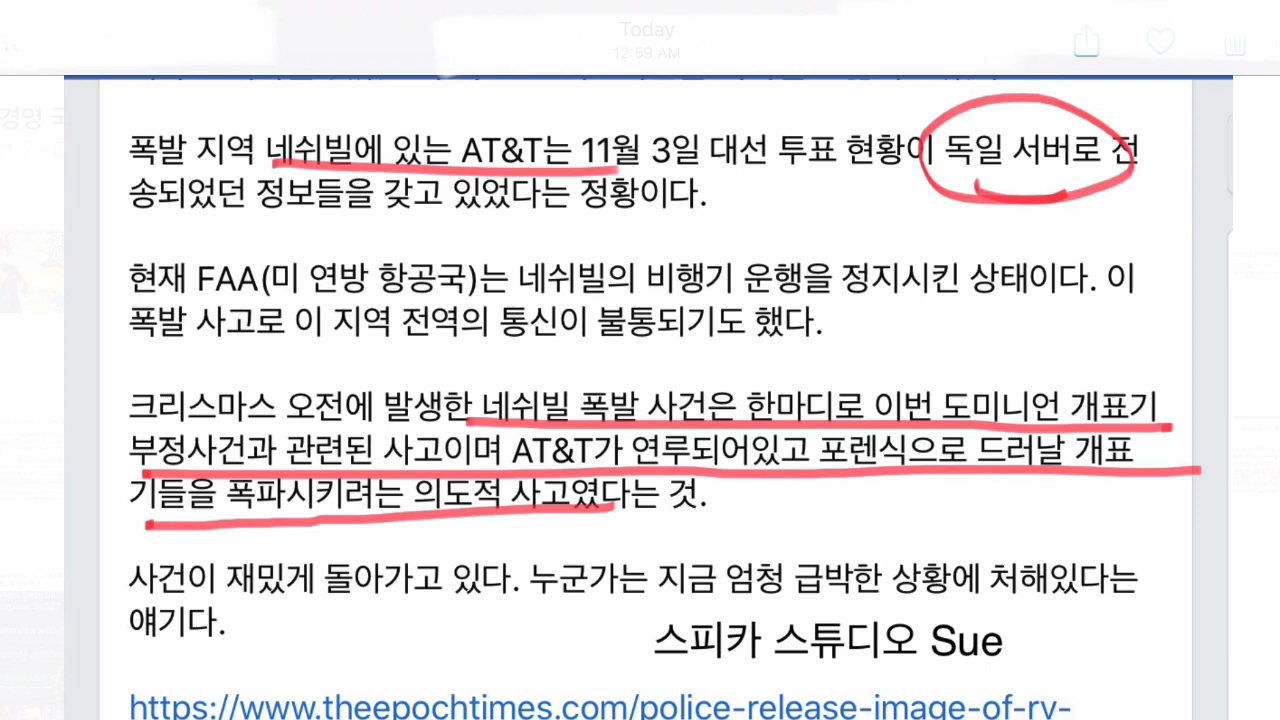 Today
12:59 AM
폭발 지역 네쉬빌에 있는 AT&T는 11월 3일 대선 투표 현황이 독일 서버로 전
송되었던 정보들을 갖고 있었다는 정황이다.
현재 FAA(미 연방 항공국)는 네쉬빌의 비행기 운행을 정지시킨 상태이다. 이
폭발 사고로 이 지역 전역의 통신이 불통되기도 했다.
크리스마스 오전에 발생한 네쉬빌 폭발 사건은 한마디로 이번 도미니언 개표기
부정사건과 관련된 사고이며 AT&T가 연루되어있고 포렌식으로 드러날 개표
기들을 폭파시키려는 의도적 사고였다는 것.
사건이 재밌게 돌아가고 있다. 누군가는 지금 엄청 급박한 상황에 처해있다는
얘기다.
스피카 스튜디오 Sue
https://www.theepochtimes.com/police-release-image-of-rv-